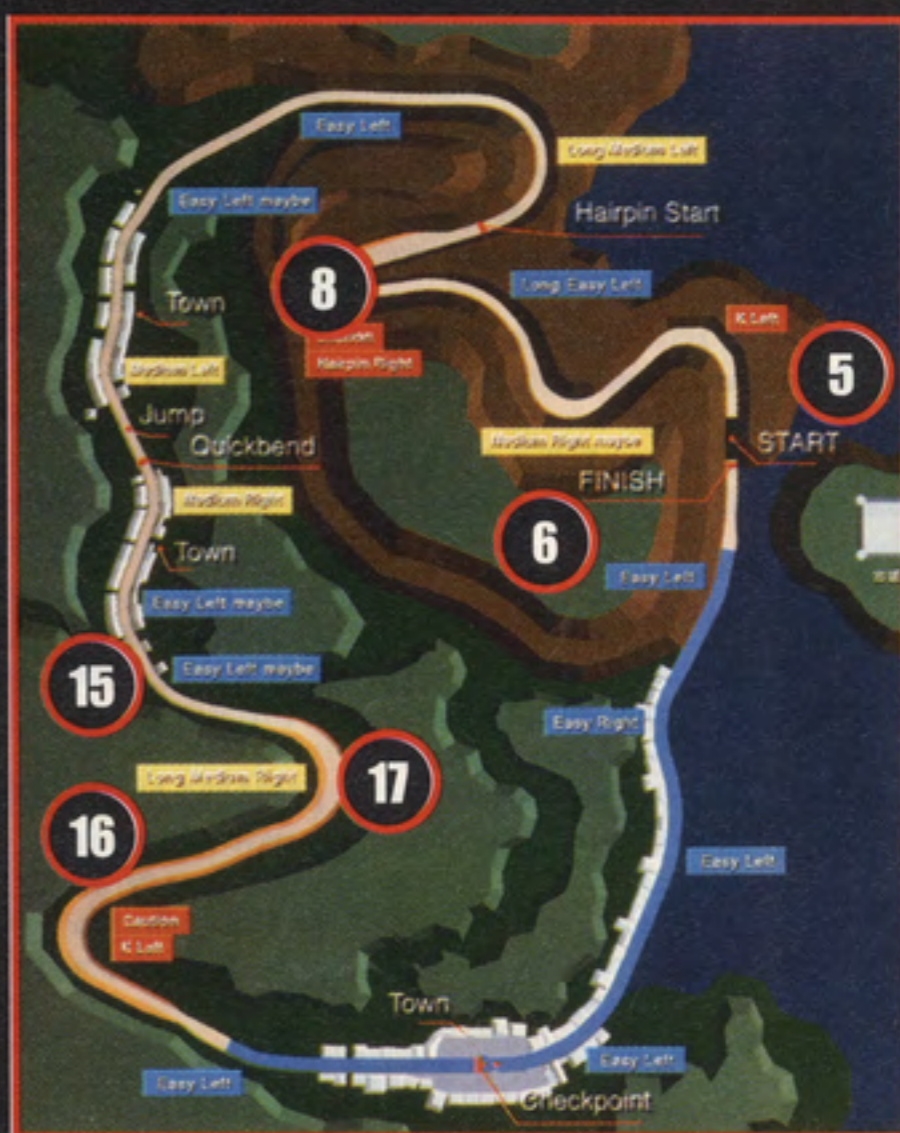 Easy Left
Long Medium Left
Easy Left maybe
Hairpin Start
8
Long Easy Left
Town
K Left
Hairpin Right
5
Medium Left
Jump
START
Quickbend
Medium Right maybe
FINISH
Medium Right
6
Town
Easy Left
Easy Left maybe
Easy Left maybe
15
Easy Right
Long Medium Right
17
16
Easy Left
Caution
K Left
Town
Easy Left
Easy Left
Checkpoint